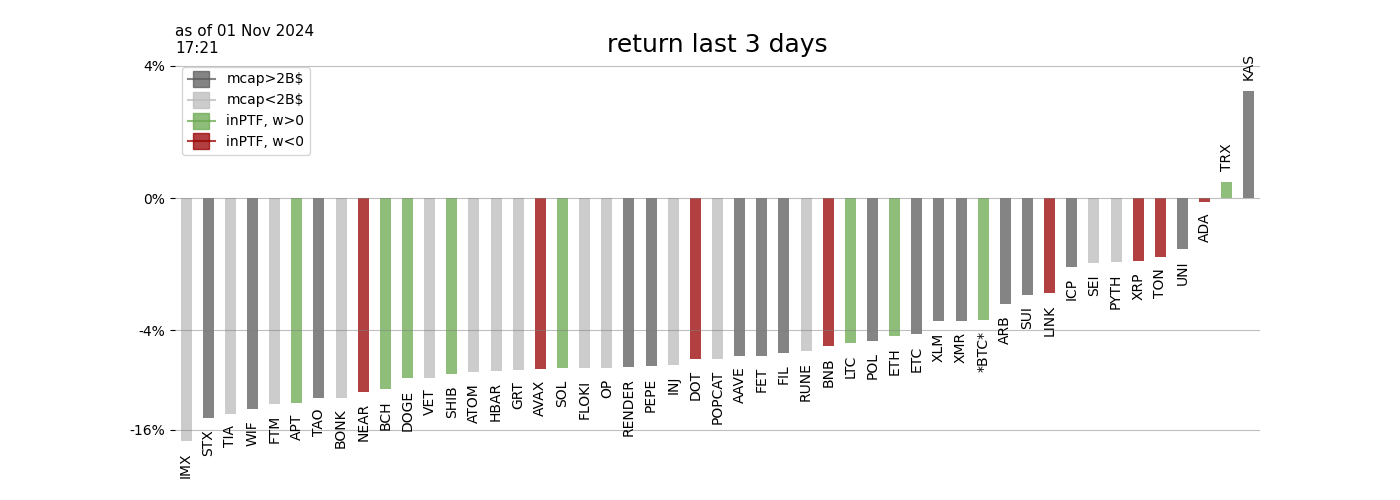 as of 01 Nov 2024
17:21
return last 3 days
4%
0%
-4%
-16%
mcap>2B$
mcap<2B$
inPTF, w>0
inPTF, w<0
IMX
STX
TIA
WIF
FTM
APT
TAO
BONK
NEAR
BCH
DOGE
VET
SHIB
ATOM
HBAR
GRT
AVAX
SOL
FLOKI
OP
RENDER
PEPE
INJ
DOT
POPCAT
AAVE
FET
FIL
RUNE
BNB
LTC
POL
ETH
ETC
XLM
XMR
*BTC*
ARB
SUI
LINK
ICP
SEI
PYTH
XRP
TON
UNI
ADA
TRX
KAS